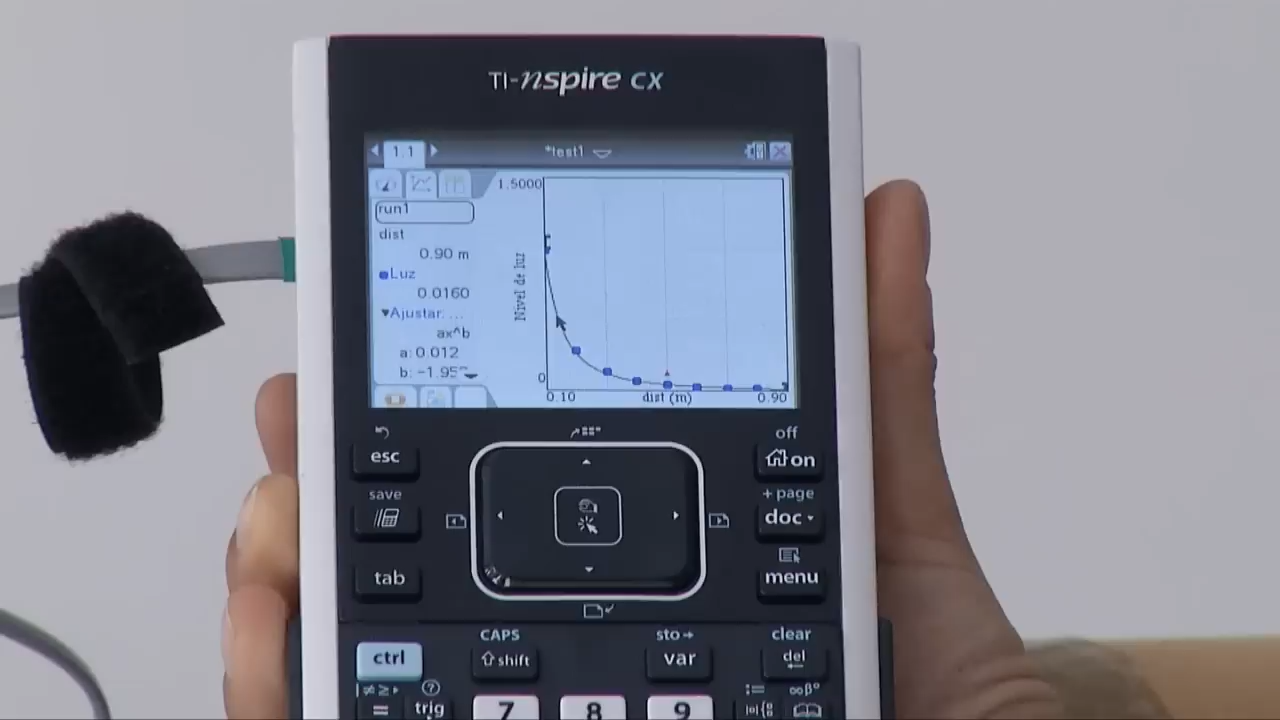 TI-nspire CX
1.1
*test1
run1
dist
0.90 m
Luz
0.0160
▼Ajustar: ...
ax^b
a: 0.012
1.5000
Nivel de luz
0
0.10
dist (m)
0.90
off
esc
on
save
+ page
doc
tab
menu
CAPS
sto→
clear
ctrl
shift
var
del
=
trig
7
8
9